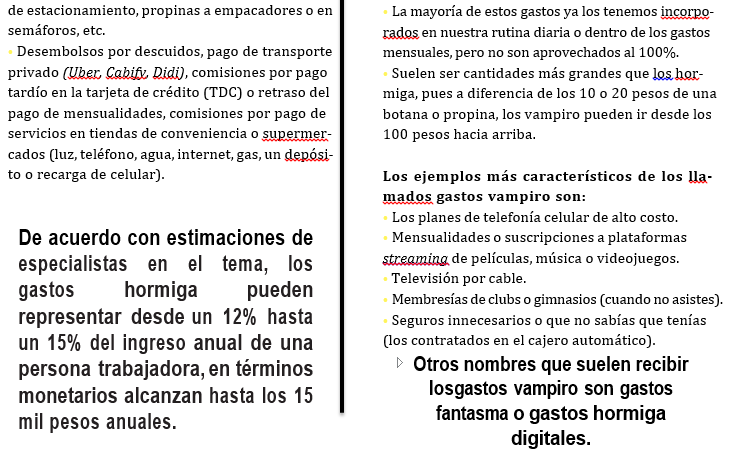 de estacionamiento, propinas a empacadores o en
semáforos, etc.
• Desembolsos por descuidos, pago de transporte
privado (Uber, Cabify, Didi), comisiones por pago
tardío en la tarjeta de crédito (TDC) o retraso del
pago de mensualidades, comisiones por pago de
servicios en tiendas de conveniencia o supermer-
cados (luz, teléfono, agua, internet, gas, un depósi-
to o recarga de celular).
De acuerdo con estimaciones de
especialistas en el tema, los
gastos hormiga pueden
representar desde un 12% hasta
un 15% del ingreso anual de una
persona trabajadora, en términos
monetarios alcanzan hasta los 15
mil pesos anuales.
• La mayoría de estos gastos ya los tenemos incorpo-
rados en nuestra rutina diaria o dentro de los gastos
mensuales, pero no son aprovechados al 100%.
• Suelen ser cantidades más grandes que los hor-
miga, pues a diferencia de los 10 o 20 pesos de una
botana o propina, los vampiro pueden ir desde los
100 pesos hacia arriba.
Los ejemplos más característicos de los lla-
mados gastos vampiro son:
• Los planes de telefonía celular de alto costo.
• Mensualidades o suscripciones a plataformas
streaming de películas, música o videojuegos.
• Televisión por cable.
• Membresías de clubs o gimnasios (cuando no asistes).
• Seguros innecesarios o que no sabías que tenías
(los contratados en el cajero automático).
Otros nombres que suelen recibir
losgastos vampiro son gastos
fantasma o gastos hormiga
digitales.